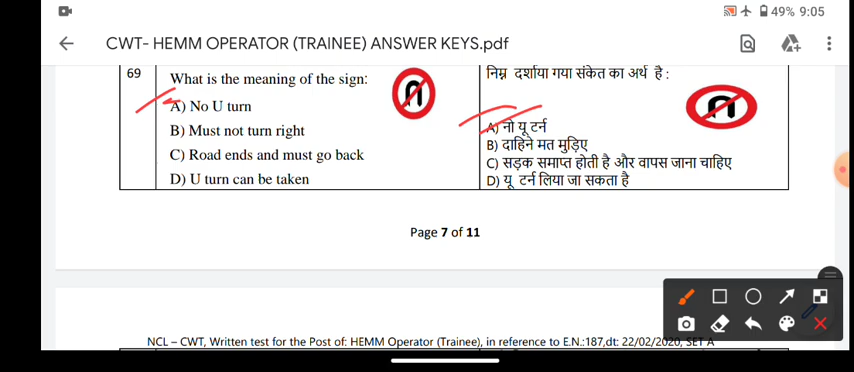 49% 9:05
CWT- HEMM OPERATOR (TRAINEE) ANSWER KEYS.pdf
69
What is the meaning of the sign:
A) No U turn
B) Must not turn right
C) Road ends and must go back
D) U turn can be taken
निम्न दर्शाया गया संकेत का अर्थ है :
A) नो यू टर्न
B) दाहिने मत मुड़िए
C) सड़क समाप्त होती है और वापस जाना चाहिए
D) यू टर्न लिया जा सकता है
Page 7 of 11
NCL – CWT, Written test for the Post of: HEMM Operator (Trainee), in reference to E.N.:187,dt: 22/02/2020, SET A